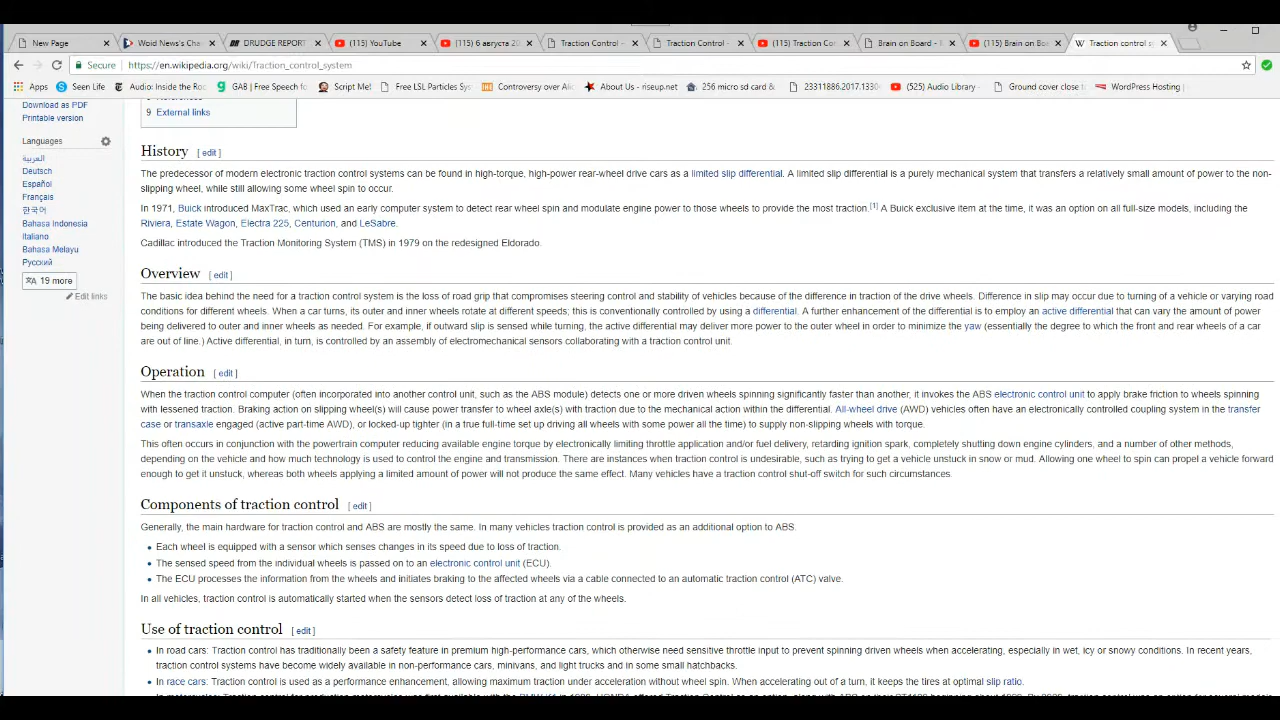 New Page
Woid News's Cha
DRUDGE REPORT
(115) YouTube
(115) 6 августа 20
Traction Control -
Traction Control -
(115) Traction Co
Brain on Board -
(115) Brain on Bo
Traction control s
Secure https://en.wikipedia.org/wiki/Traction_control_system
Apps Seen Life Audio: Inside the Ro GAB | Free Speech fo Script Me! Free LSL Particles Sys Controversy over Al About Us - riseup.net 256 micro sd card & 23311886.2017.1330 (525) Audio Library - Ground cover close t WordPress Hosting |
Download as PDF
Printable version
Languages
العربية
Deutsch
Español
Français
한국어
Bahasa Indonesia
Italiano
Bahasa Melayu
Русский
19 more
Edit links
9 External links
History [ edit ]
The predecessor of modern electronic traction control systems can be found in high-torque, high-power rear-wheel drive cars as a limited slip differential. A limited slip differential is a purely mechanical system that transfers a relatively small amount of power to the non-
slipping wheel, while still allowing some wheel spin to occur.
In 1971, Buick introduced MaxTrac, which used an early computer system to detect rear wheel spin and modulate engine power to those wheels to provide the most traction.[1] A Buick exclusive item at the time, it was an option on all full-size models, including the
Riviera, Estate Wagon, Electra 225, Centurion, and LeSabre.
Cadillac introduced the Traction Monitoring System (TMS) in 1979 on the redesigned Eldorado.
Overview [ edit ]
The basic idea behind the need for a traction control system is the loss of road grip that compromises steering control and stability of vehicles because of the difference in traction of the drive wheels. Difference in slip may occur due to turning of a vehicle or varying road
conditions for different wheels. When a car turns, its outer and inner wheels rotate at different speeds; this is conventionally controlled by using a differential. A further enhancement of the differential is to employ an active differential that can vary the amount of power
being delivered to outer and inner wheels as needed. For example, if outward slip is sensed while turning, the active differential may deliver more power to the outer wheel in order to minimize the yaw (essentially the degree to which the front and rear wheels of a car
are out of line.) Active differential, in turn, is controlled by an assembly of electromechanical sensors collaborating with a traction control unit.
Operation [ edit ]
When the traction control computer (often incorporated into another control unit, such as the ABS module) detects one or more driven wheels spinning significantly faster than another, it invokes the ABS electronic control unit to apply brake friction to wheels spinning
with lessened traction. Braking action on slipping wheel(s) will cause power transfer to wheel axle(s) with traction due to the mechanical action within the differential. All-wheel drive (AWD) vehicles often have an electronically controlled coupling system in the transfer
case or transaxle engaged (active part-time AWD), or locked-up tighter (in a true full-time set up driving all wheels with some power all the time) to supply non-slipping wheels with torque.
This often occurs in conjunction with the powertrain computer reducing available engine torque by electronically limiting throttle application and/or fuel delivery, retarding ignition spark, completely shutting down engine cylinders, and a number of other methods,
depending on the vehicle and how much technology is used to control the engine and transmission. There are instances when traction control is undesirable, such as trying to get a vehicle unstuck in snow or mud. Allowing one wheel to spin can propel a vehicle forward
enough to get it unstuck, whereas both wheels applying a limited amount of power will not produce the same effect. Many vehicles have a traction control shut-off switch for such circumstances.
Components of traction control [ edit ]
Generally, the main hardware for traction control and ABS are mostly the same. In many vehicles traction control is provided as an additional option to ABS.
Each wheel is equipped with a sensor which senses changes in its speed due to loss of traction.
The sensed speed from the individual wheels is passed on to an electronic control unit (ECU).
The ECU processes the information from the wheels and initiates braking to the affected wheels via a cable connected to an automatic traction control (ATC) valve.
In all vehicles, traction control is automatically started when the sensors detect loss of traction at any of the wheels.
Use of traction control [ edit ]
In road cars: Traction control has traditionally been a safety feature in premium high-performance cars, which otherwise need sensitive throttle input to prevent spinning driven wheels when accelerating, especially in wet, icy or snowy conditions. In recent years,
traction control systems have become widely available in non-performance cars, minivans, and light trucks and in some small hatchbacks.
In race cars: Traction control is used as a performance enhancement, allowing maximum traction under acceleration without wheel spin. When accelerating out of a turn, it keeps the tires at optimal slip ratio.